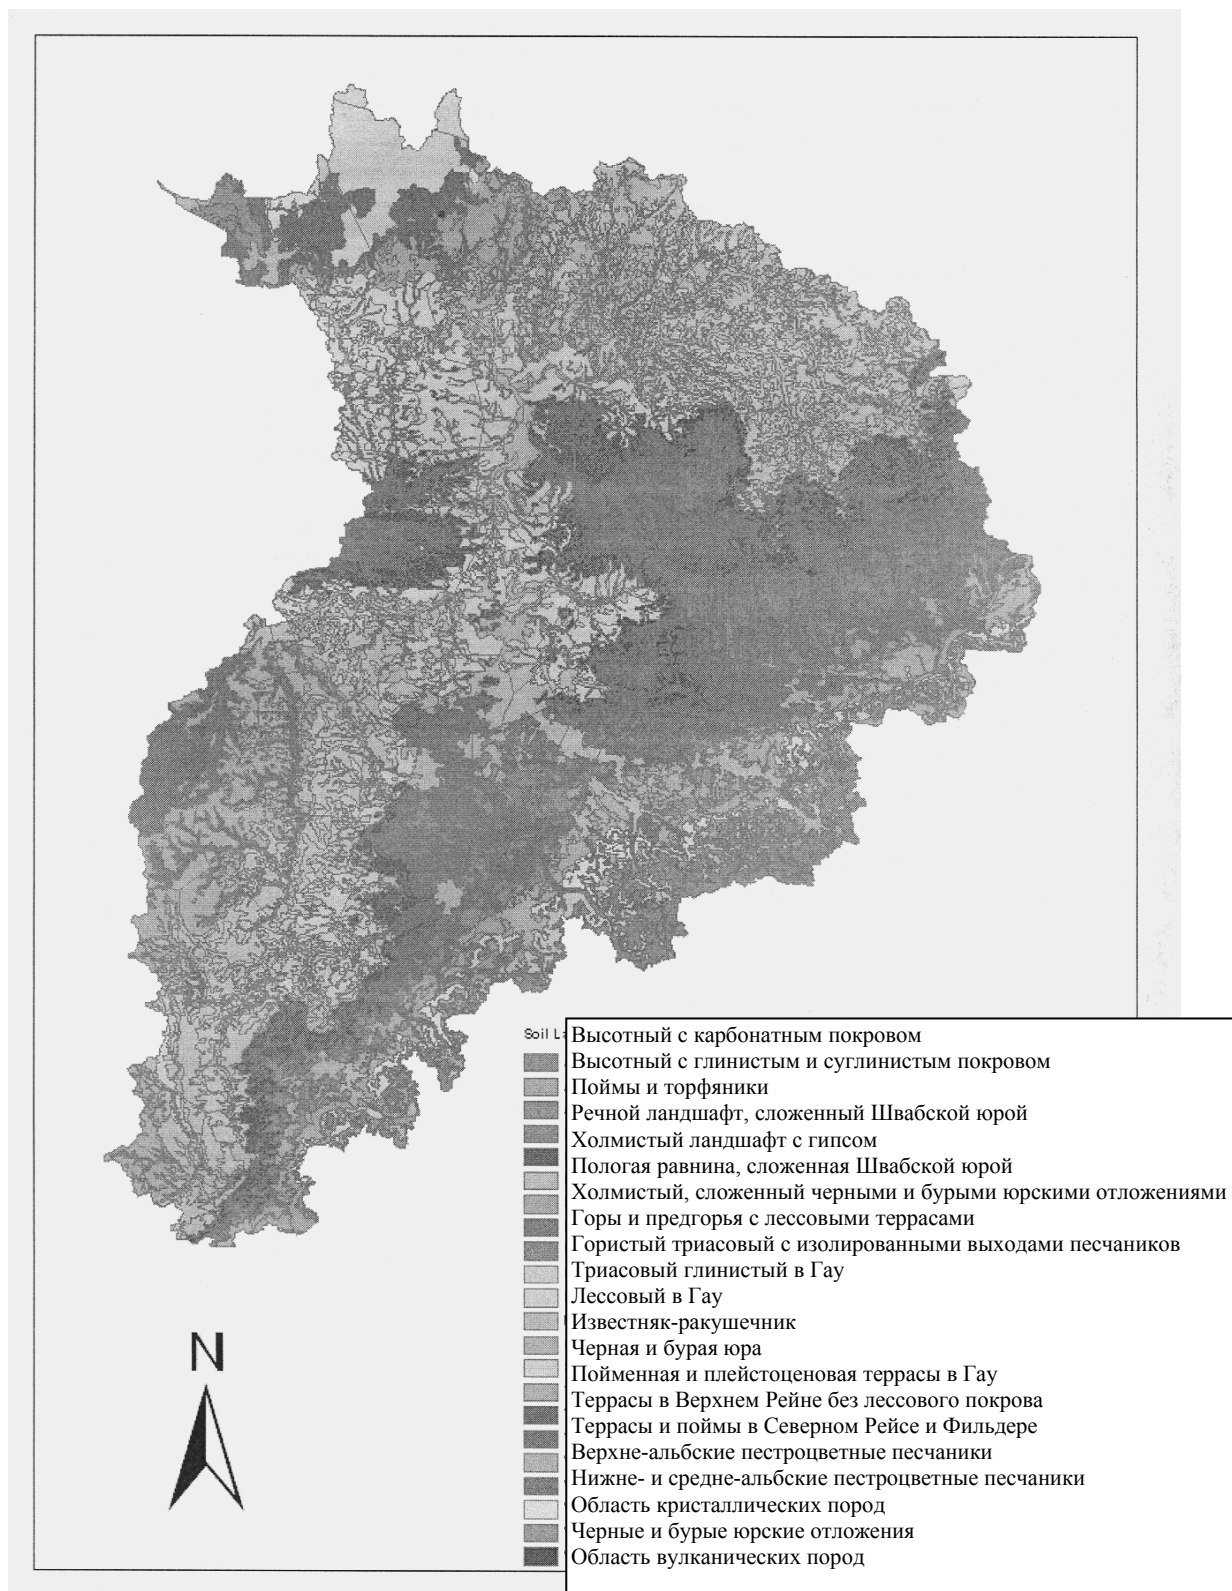 N
Soil L
Высотный с карбонатным покровом
Высотный с глинистым и суглинистым покровом
Поймы и торфяники
Речной ландшафт, сложенный Швабской юрой
Холмистый ландшафт с гипсом
Пологая равнина, сложенная Швабской юрой
Холмистый, сложенный черными и бурыми юрскими отложениями
Горы и предгорья с лессовыми террасами
Гористый триасовый с изолированными выходами песчаников
Триасовый глинистый в Гау
Лессовый в Гау
Известняк-ракушечник
Черная и бурая юра
Пойменная и плейстоценовая террасы в Гау
Террасы в Верхнем Рейне без лессового покрова
Террасы и поймы в Северном Рейсе и Фильдере
Верхне-альбские пестроцветные песчаники
Нижне- и средне-альбские пестроцветные песчаники
Область кристаллических пород
Черные и бурые юрские отложения
Область вулканических пород